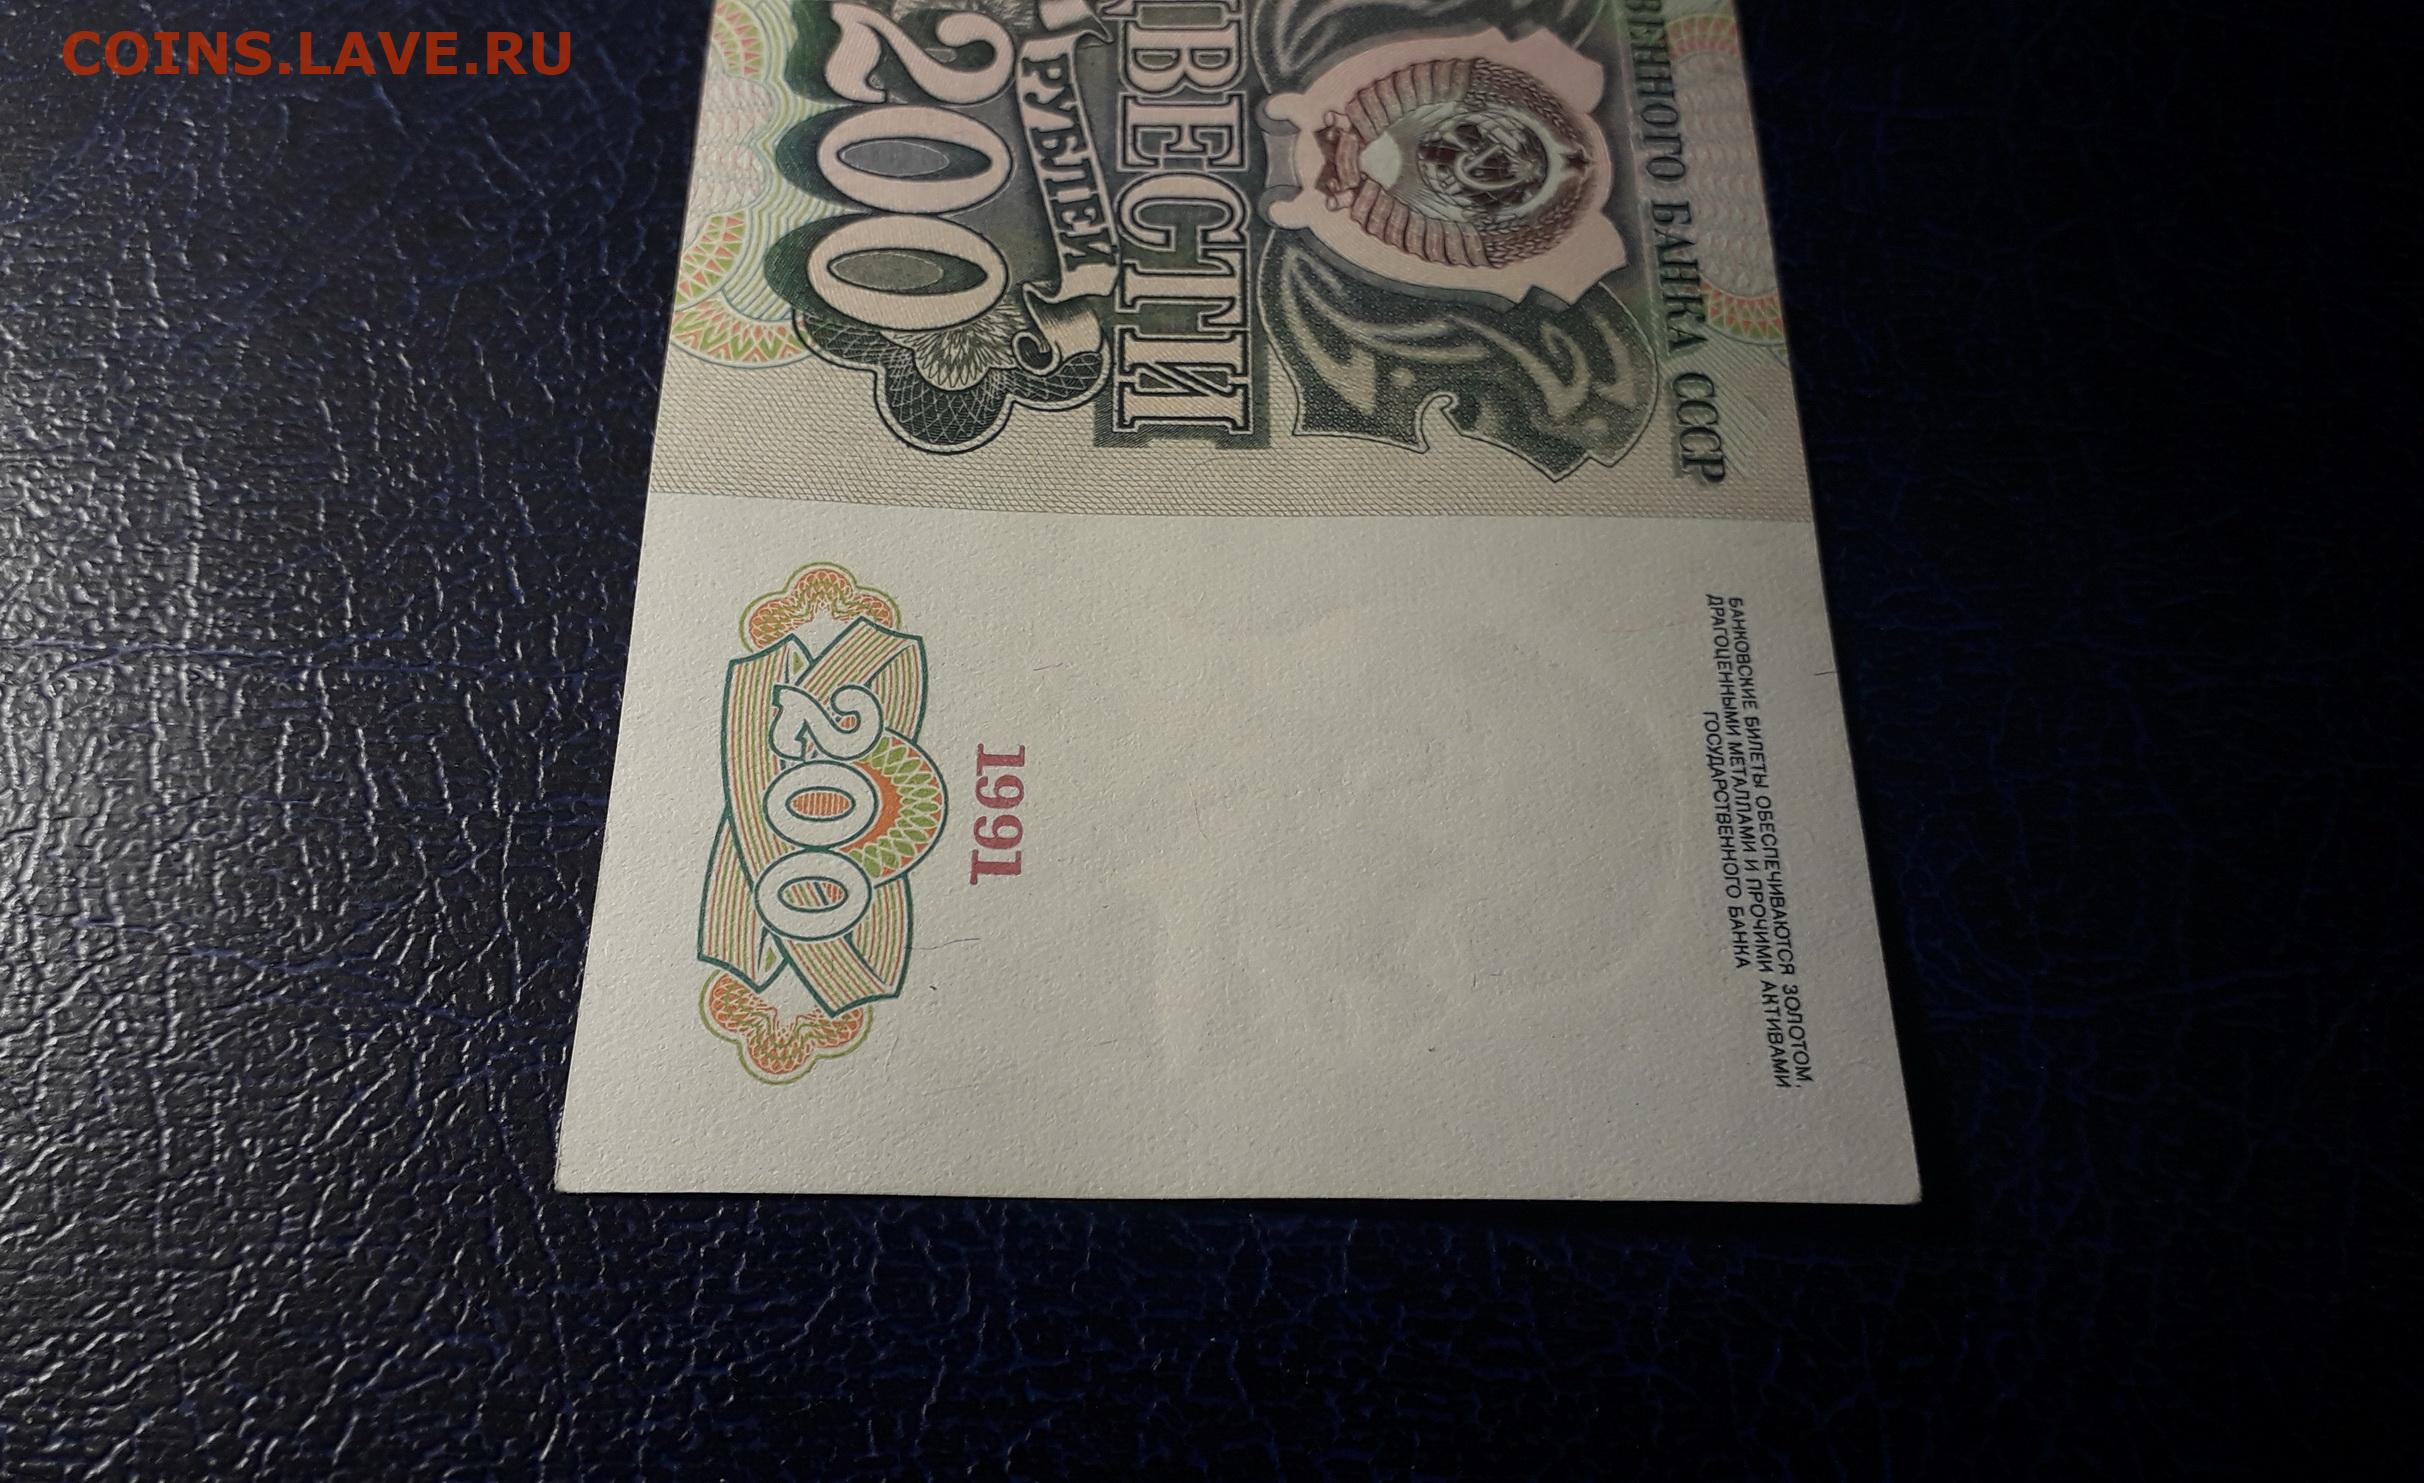 COINS.LAVE.RU
БАНКА СССР
ДВЕСТИ
РУБЛЕЙ
200
БАНКОВСКИЕ БИЛЕТЫ ОБЕСПЕЧИВАЮТСЯ ЗОЛОТОМ,
ДРАГОЦЕННЫМИ МЕТАЛЛАМИ И ПРОЧИМИ АКТИВАМИ
ГОСУДАРСТВЕННОГО БАНКА
1991
200